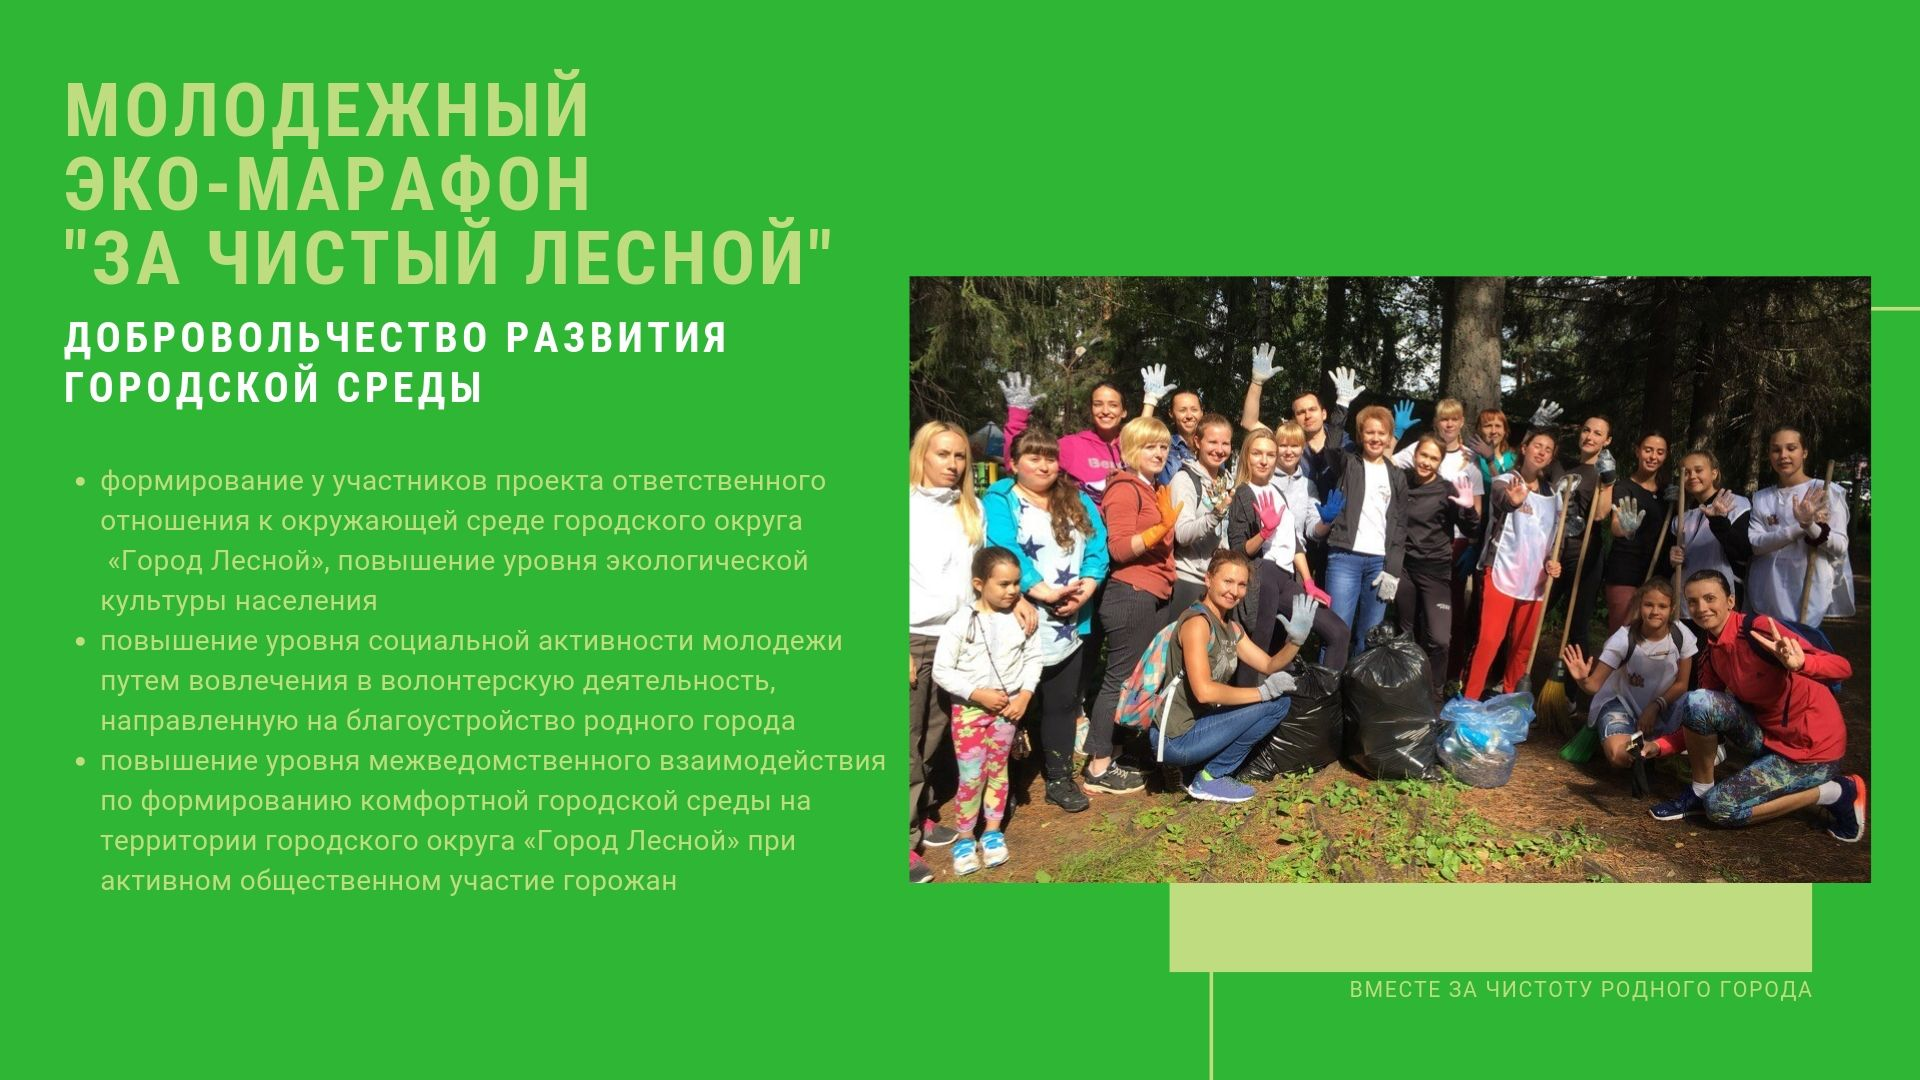 МОЛОДЕЖНЫЙ
ЭКО-МАРАФОН
"ЗА ЧИСТЫЙ ЛЕСНОЙ"
ДОБРОВОЛЬЧЕСТВО РАЗВИТИЯ
ГОРОДСКОЙ СРЕДЫ
• формирование у участников проекта ответственного
отношения к окружающей среде городского округа
«Город Лесной», повышение уровня экологической
культуры населения
• повышение уровня социальной активности молодежи
путем вовлечения в волонтерскую деятельность,
направленную на благоустройство родного города
• повышение уровня межведомственного взаимодействия
по формированию комфортной городской среды на
территории городского округа «Город Лесной» при
активном общественном участие горожан
ВМЕСТЕ ЗА ЧИСТОТУ РОДНОГО ГОРОДА